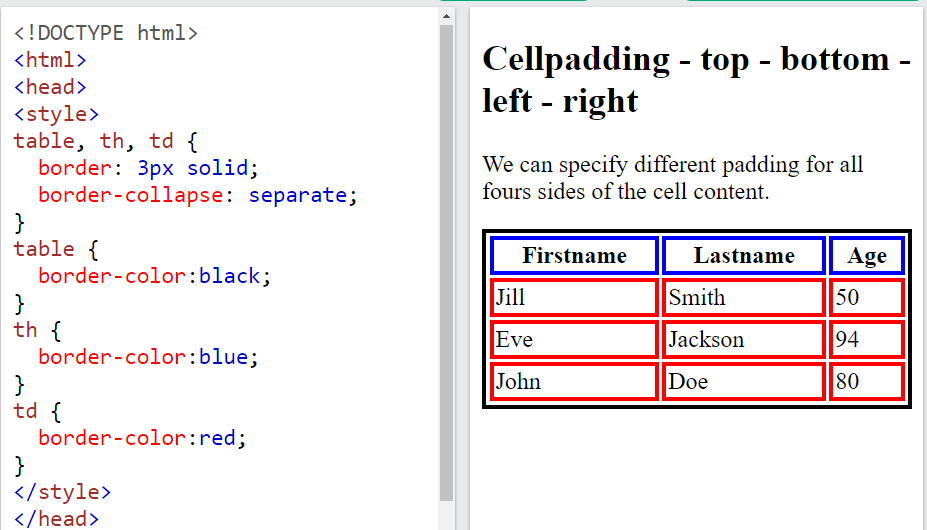 <!DOCTYPE html>
<html>
<head>
<style>
table, th, td {
  border: 3px solid;
  border-collapse: separate;
}
table {
  border-color:black;
}
th {
  border-color:blue;
}
td {
  border-color:red;
}
</style>
</head>
Cellpadding - top - bottom -
left - right
We can specify different padding for all
fours sides of the cell content.
Firstname Lastname Age
Jill Smith 50
Eve Jackson 94
John Doe 80